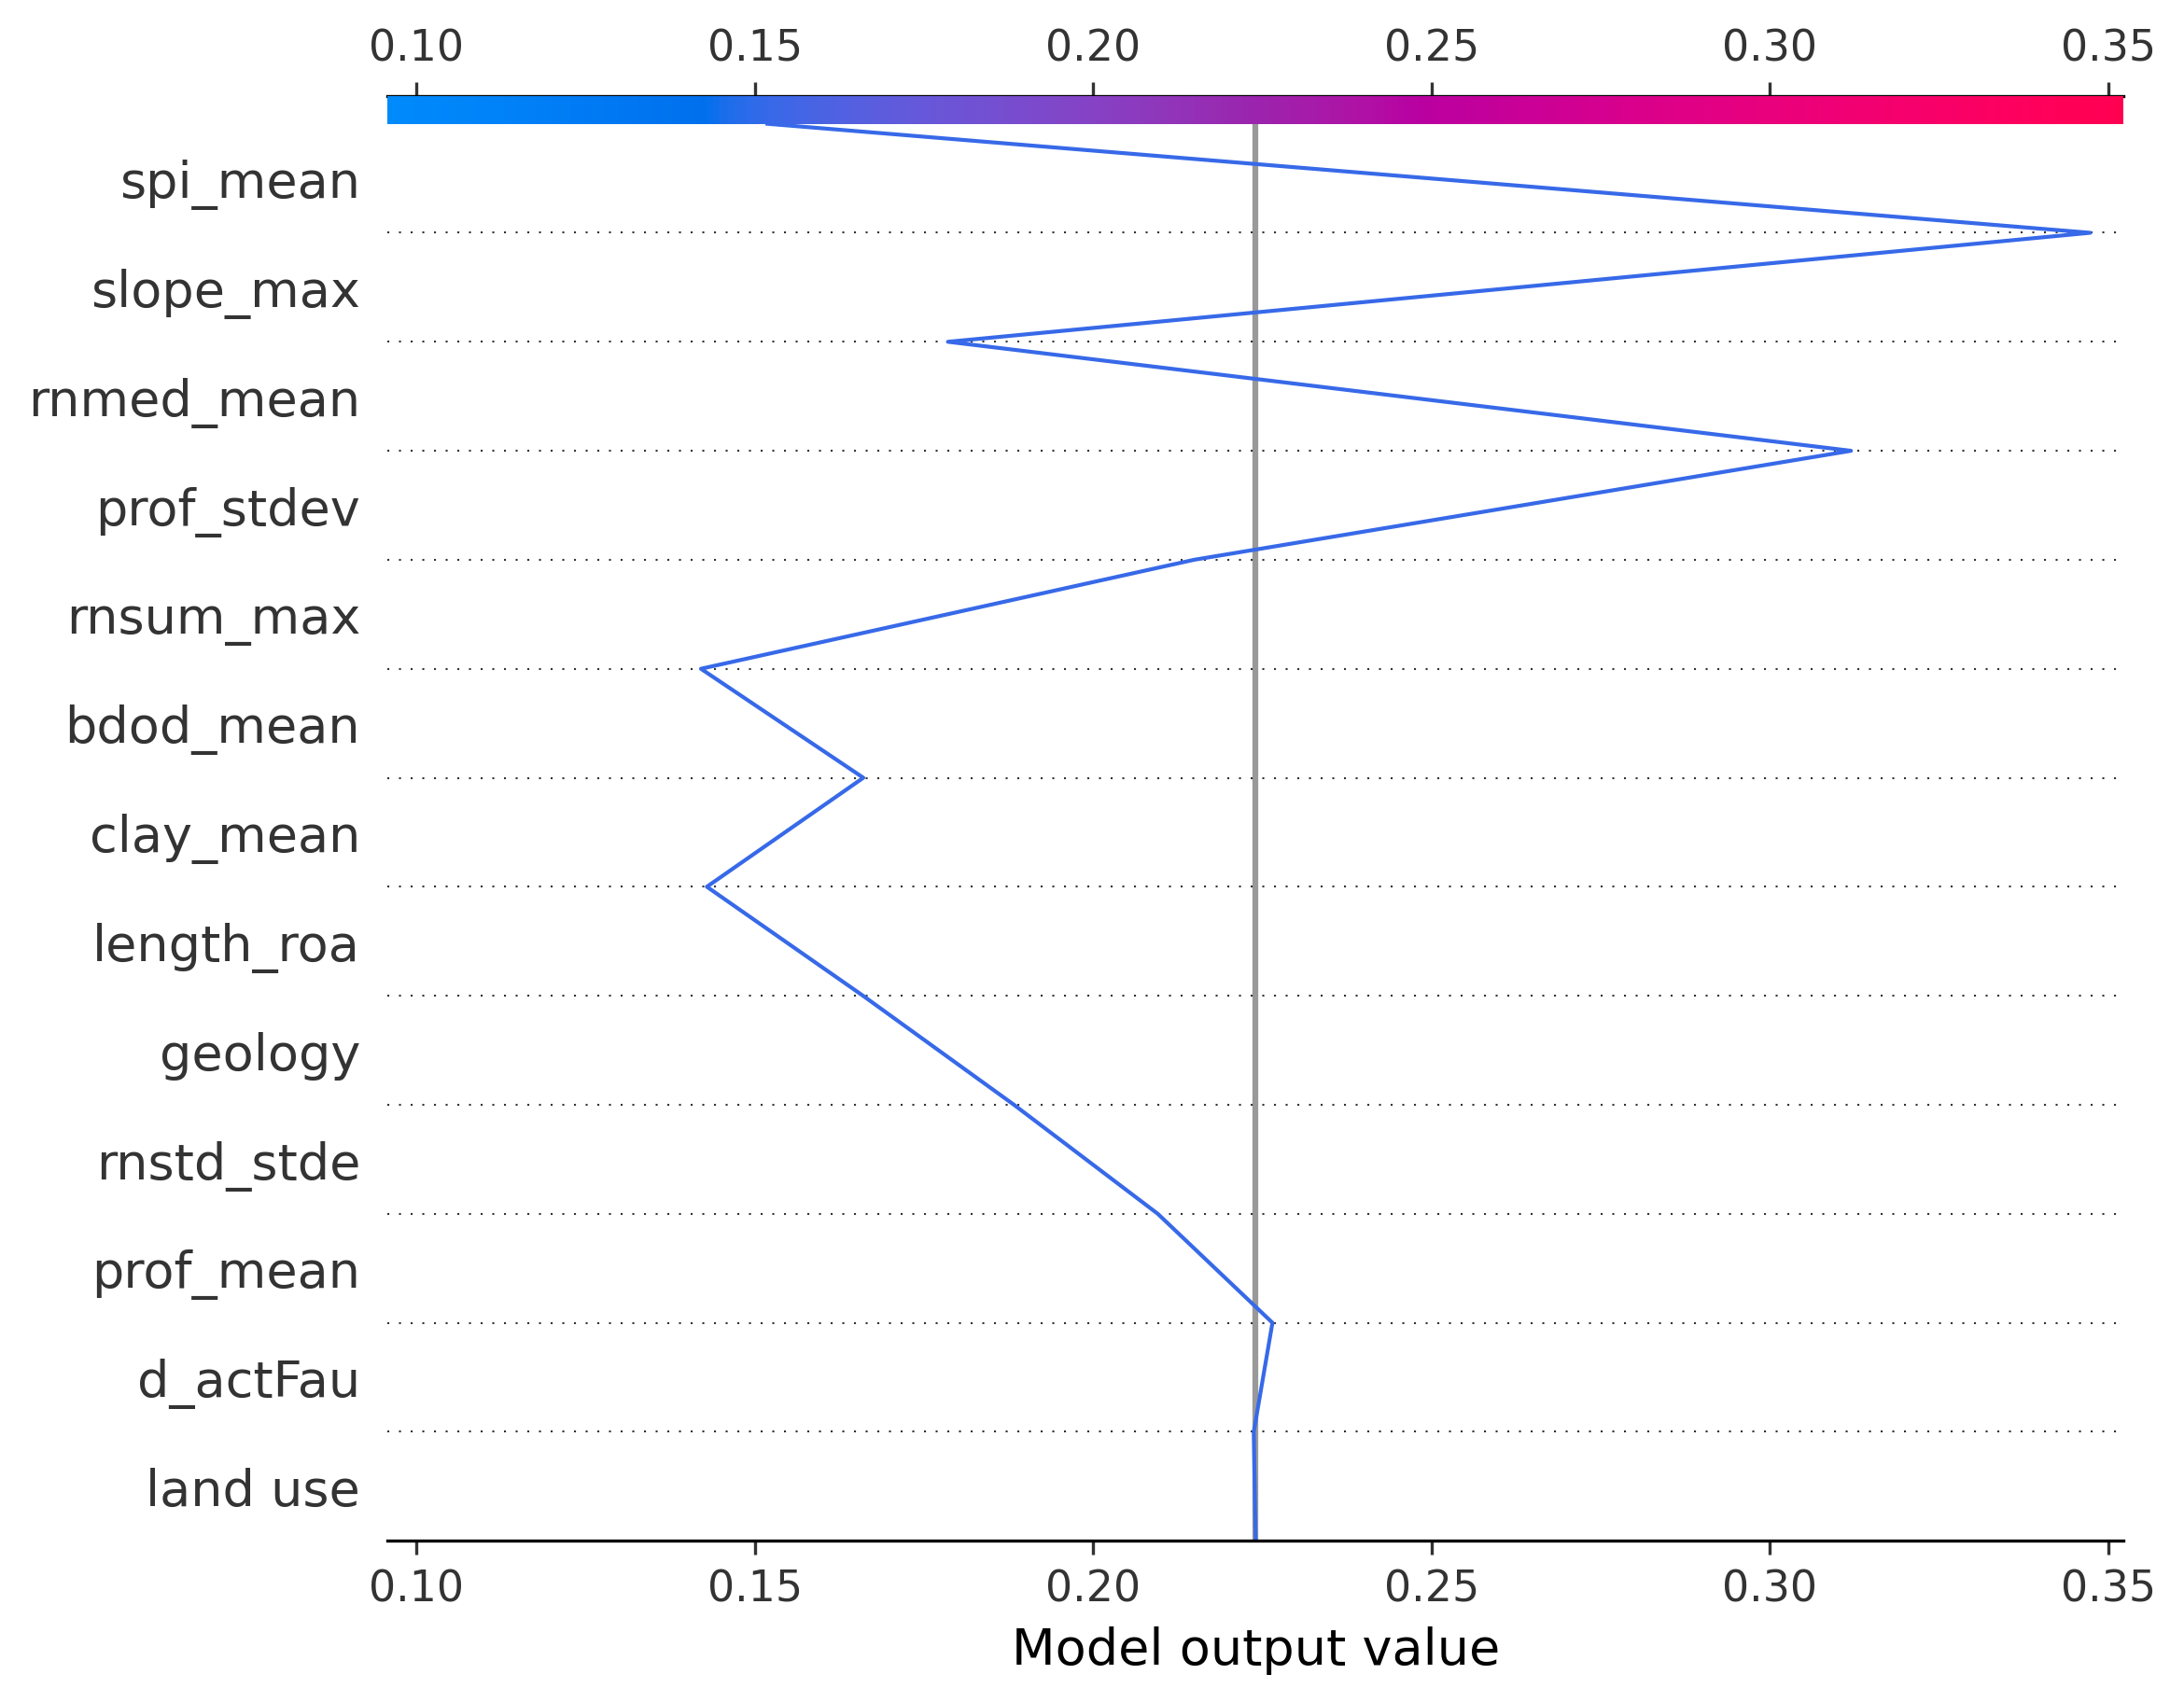 0.10 0.15 0.20 0.25 0.30 0.35
spi_mean
slope_max
rnmed_mean
prof_stdev
rnsum_max
bdod_mean
clay_mean
length_roa
geology
rnstd_stde
prof_mean
d_actFau
land use
0.10 0.15 0.20 0.25 0.30 0.35
Model output value